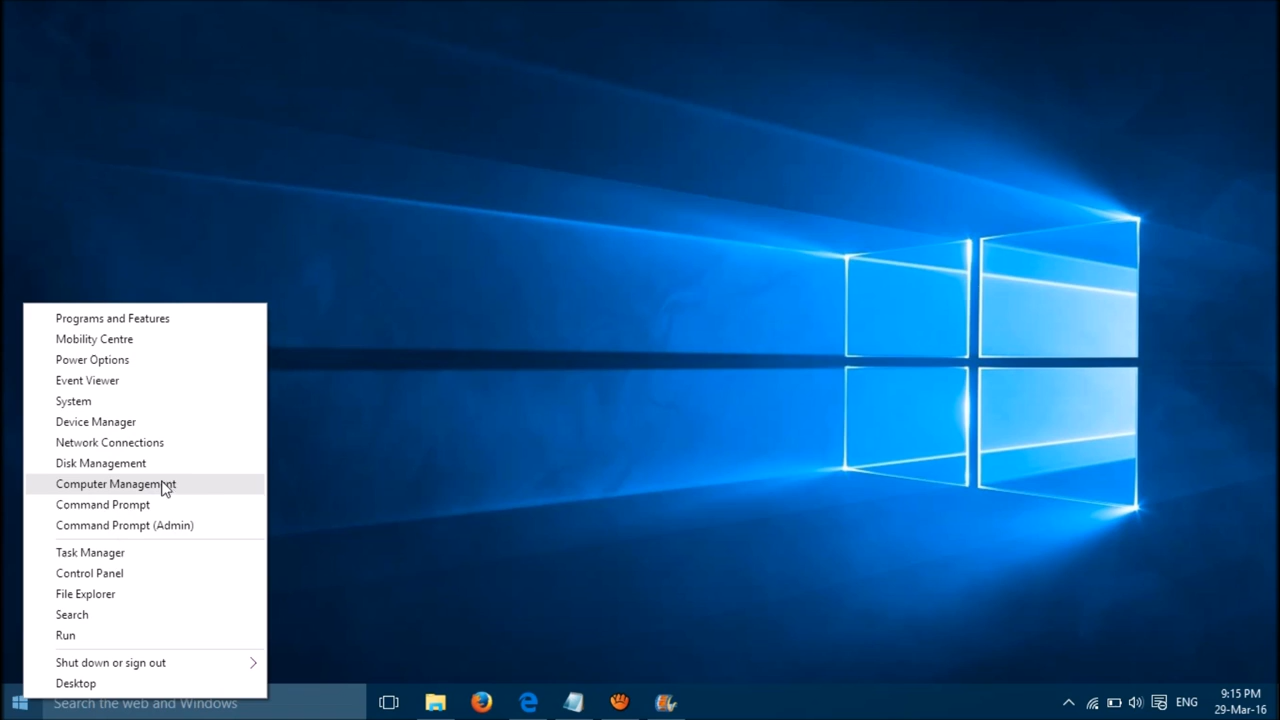 Programs and Features
Mobility Centre
Power Options
Event Viewer
System
Device Manager
Network Connections
Disk Management
Computer Management
Command Prompt
Command Prompt (Admin)
Task Manager
Control Panel
File Explorer
Search
Run
Shut down or sign out
Desktop
Search the web and Windows
ENG
9:15 PM
29-Mar-16